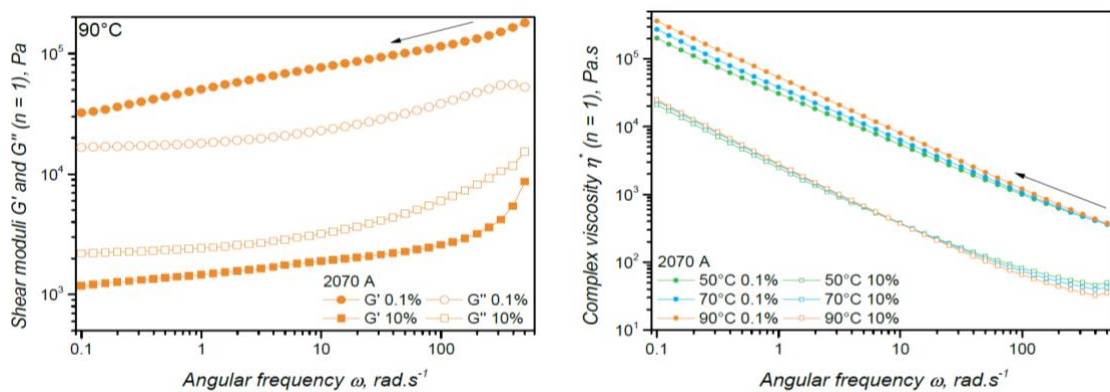 90°C
Shear moduli G' and G'' (n = 1), Pa
10⁵
10⁴
10³
2070 A
G' 0.1% G'' 0.1%
G' 10% G'' 10%
0.1 1 10 100
Angular frequency ω, rad.s⁻¹
Complex viscosity η* (n = 1), Pa.s
10⁵
10⁴
10³
10²
10¹
2070 A
50°C 0.1% 50°C 10%
70°C 0.1% 70°C 10%
90°C 0.1% 90°C 10%
0.1 1 10 100
Angular frequency ω, rad.s⁻¹